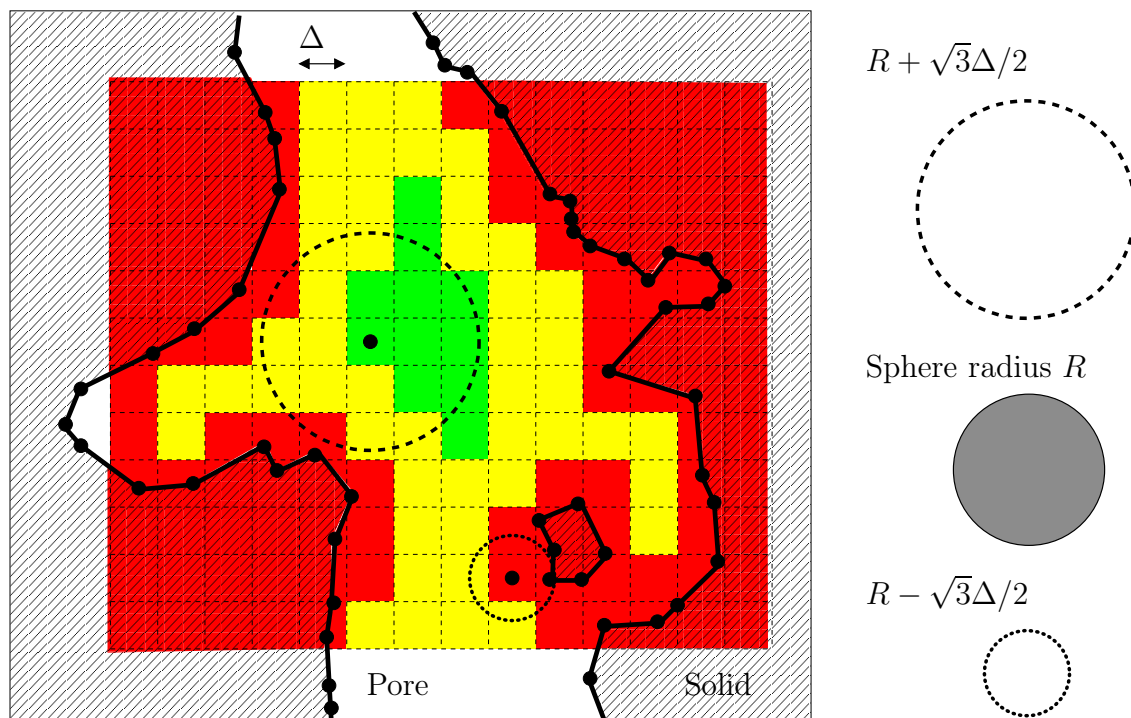 Δ
R + √3Δ/2
Sphere radius R
R − √3Δ/2
Pore
Solid